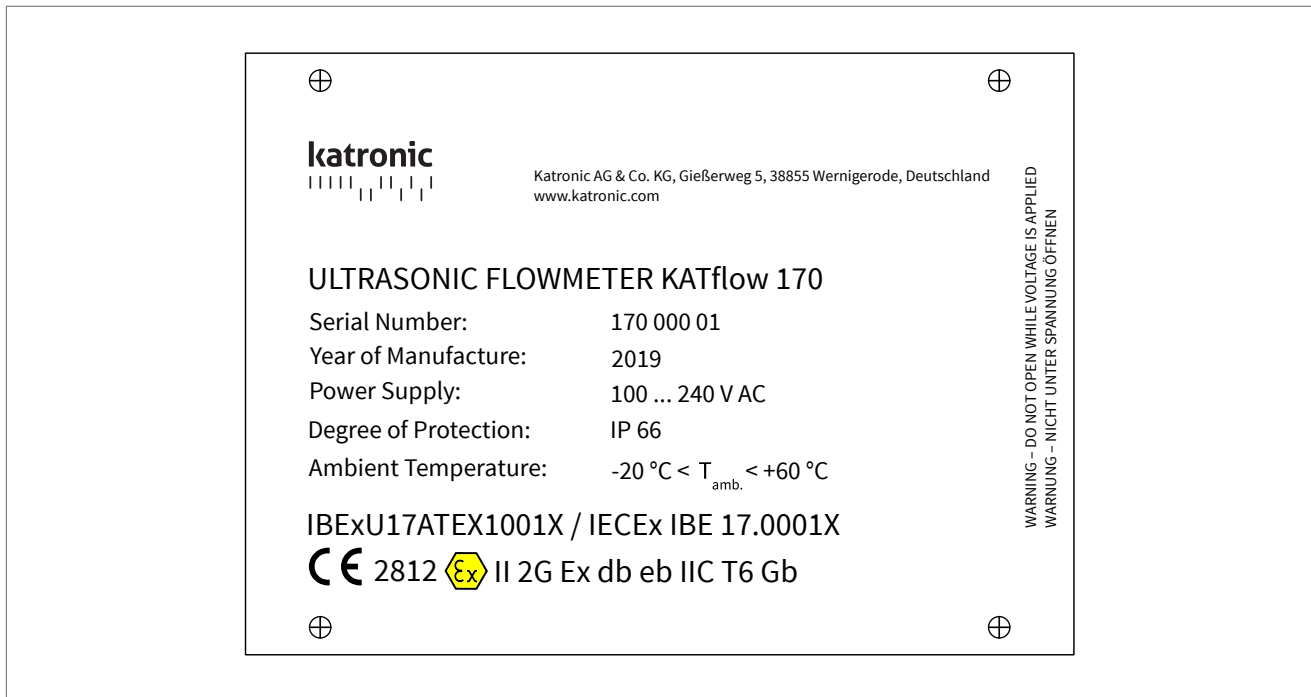 katronic
Katronic AG & Co. KG, Gießerweg 5, 38855 Wernigerode, Deutschland
www.katronic.com
ULTRASONIC FLOWMETER KATflow 170
Serial Number: 170 000 01
Year of Manufacture: 2019
Power Supply: 100 ... 240 V AC
Degree of Protection: IP 66
Ambient Temperature: -20 °C < T amb. < +60 °C
IBExU17ATEX1001X / IECEx IBE 17.0001X
CE 2812 Ex II 2G Ex db eb IIC T6 Gb
WARNING – DO NOT OPEN WHILE VOLTAGE IS APPLIED
WARNUNG – NICHT UNTER SPANNUNG ÖFFNEN